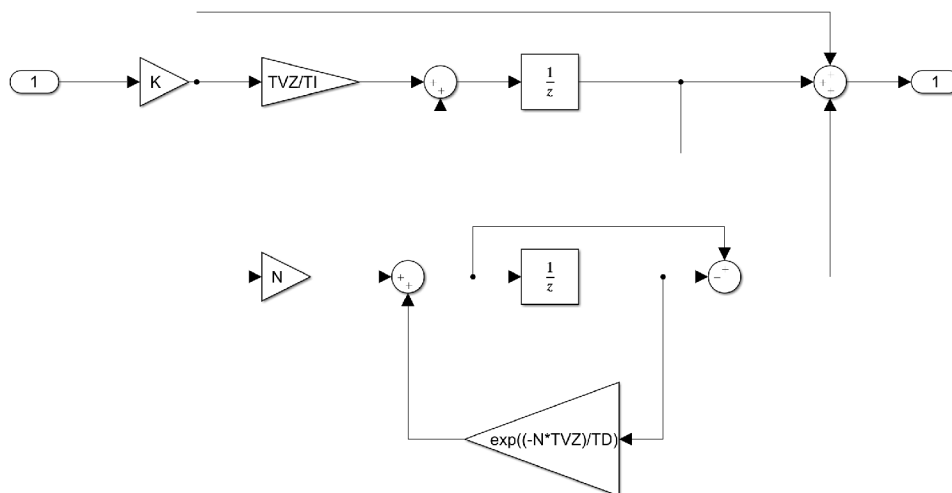 1
K
TVZ/TI
+
+
1
z
+
+
+
1
N
+
+
1
z
−
−
exp((-N*TVZ)/TD)